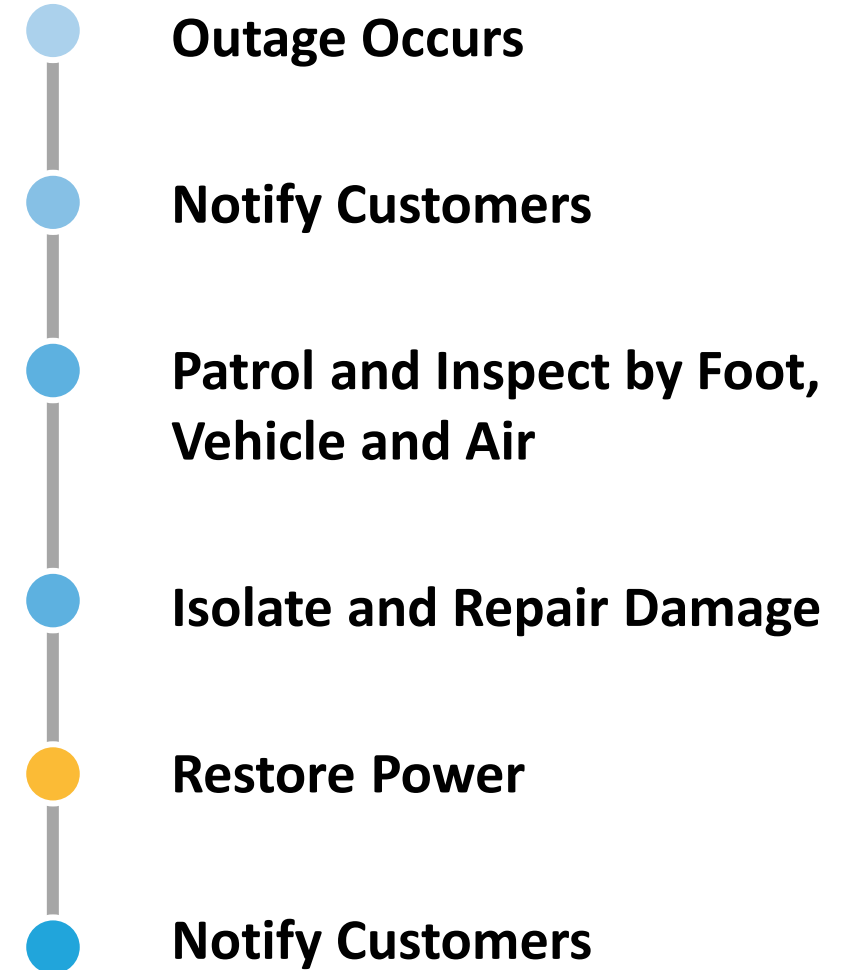 Outage Occurs
Notify Customers
Patrol and Inspect by Foot,
Vehicle and Air
Isolate and Repair Damage
Restore Power
Notify Customers